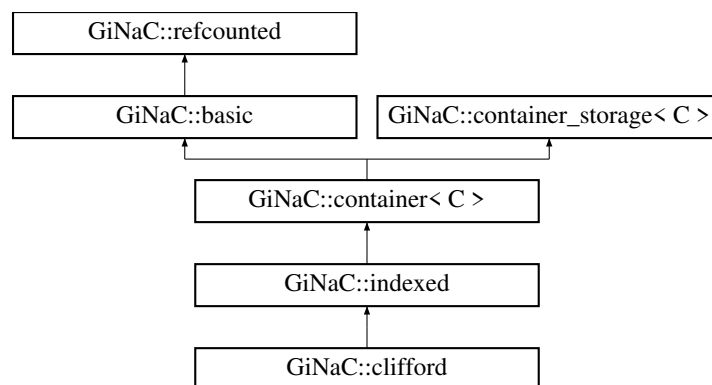 GiNaC::refcounted
GiNaC::basic
GiNaC::container_storage< C >
GiNaC::container< C >
GiNaC::indexed
GiNaC::clifford